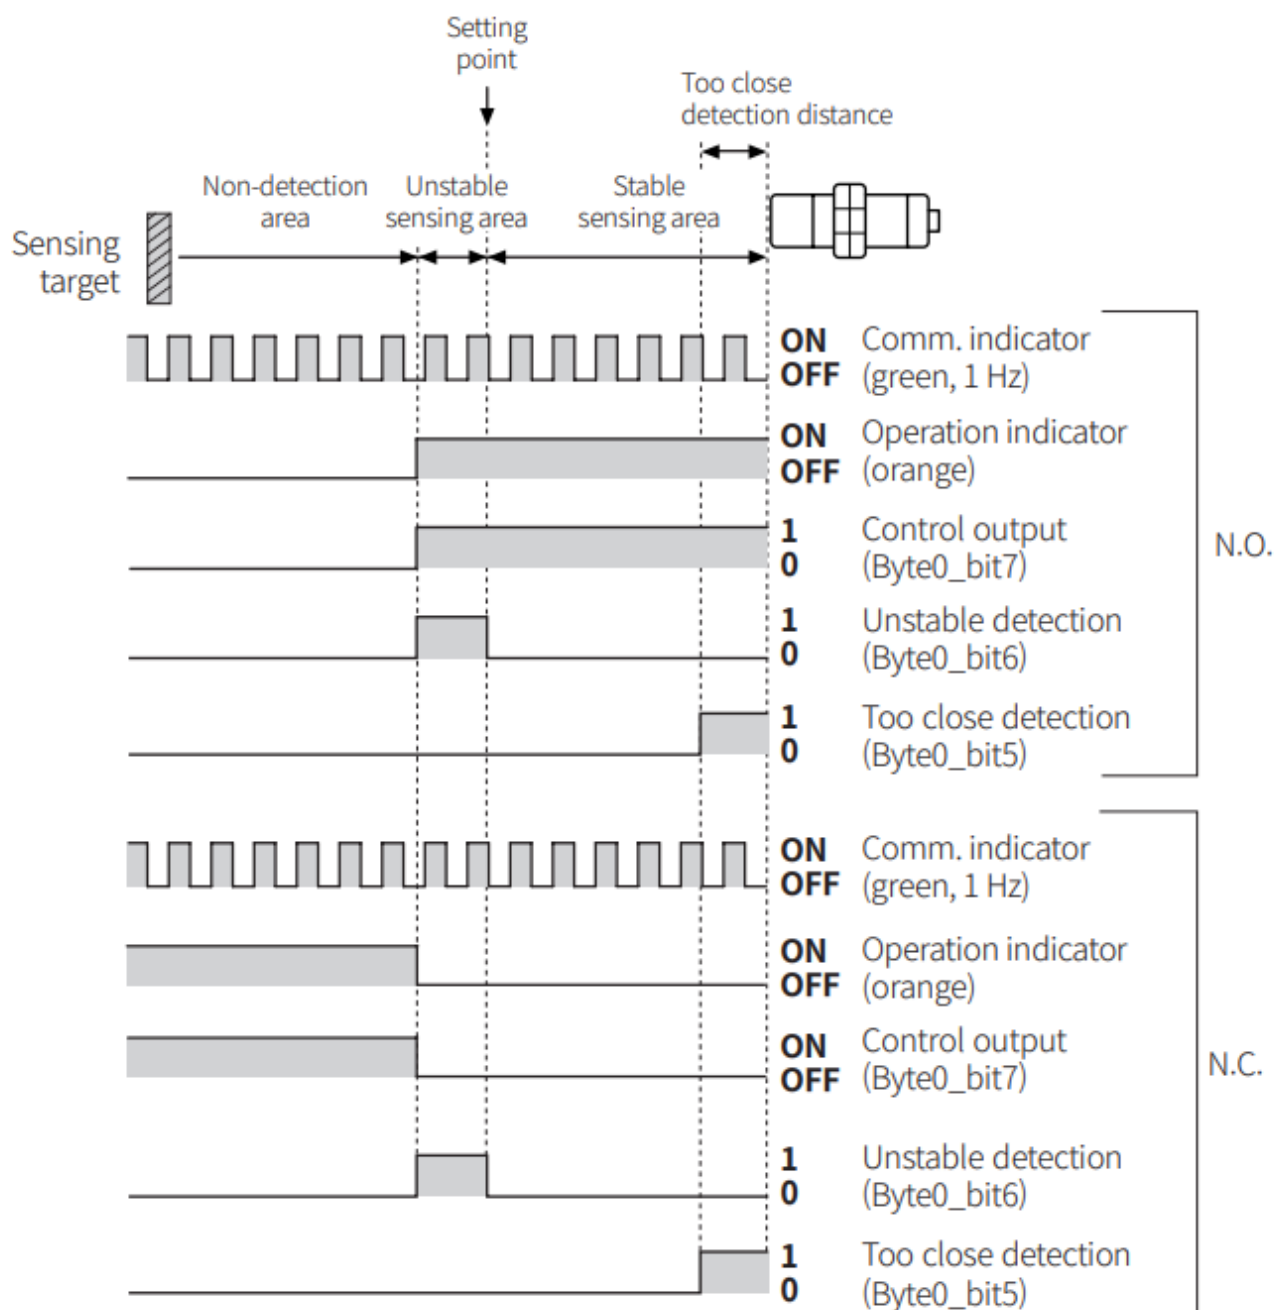 Setting
point
Too close
detection distance
Non-detection
area
Unstable
sensing area
Stable
sensing area
Sensing
target
ON
OFF
Comm. indicator
(green, 1 Hz)
ON
OFF
Operation indicator
(orange)
1
0
Control output
(Byte0_bit7)
1
0
Unstable detection
(Byte0_bit6)
1
0
Too close detection
(Byte0_bit5)
N.O.
ON
OFF
Comm. indicator
(green, 1 Hz)
ON
OFF
Operation indicator
(orange)
ON
OFF
Control output
(Byte0_bit7)
1
0
Unstable detection
(Byte0_bit6)
1
0
Too close detection
(Byte0_bit5)
N.C.